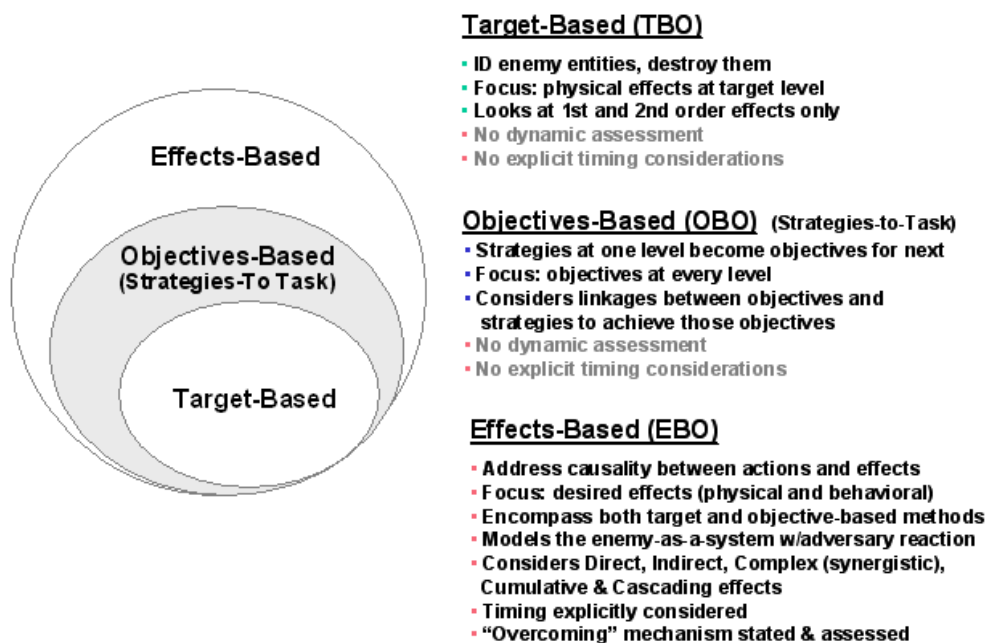 Effects-Based
Objectives-Based
(Strategies-To Task)
Target-Based
Target-Based (TBO)
ID enemy entities, destroy them
Focus: physical effects at target level
Looks at 1st and 2nd order effects only
No dynamic assessment
No explicit timing considerations
Objectives-Based (OBO) (Strategies-to-Task)
Strategies at one level become objectives for next
Focus: objectives at every level
Considers linkages between objectives and
strategies to achieve those objectives
No dynamic assessment
No explicit timing considerations
Effects-Based (EBO)
Address causality between actions and effects
Focus: desired effects (physical and behavioral)
Encompass both target and objective-based methods
Models the enemy-as-a-system w/adversary reaction
Considers Direct, Indirect, Complex (synergistic),
Cumulative & Cascading effects
Timing explicitly considered
“Overcoming” mechanism stated & assessed